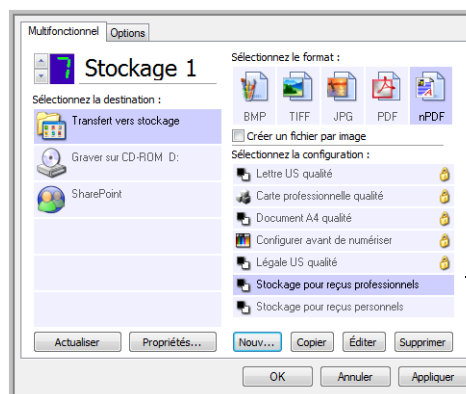 Multifonctionnel Options
7 Stockage 1
Sélectionnez la destination :
Transfert vers stockage
Graver sur CD-ROM D:
SharePoint
Actualiser Propriétés...
Sélectionnez le format :
BMP TIFF JPG PDF nPDF
Créer un fichier par image
Sélectionnez la configuration :
Lettre US qualité
Carte professionnelle qualité
Document A4 qualité
Configurer avant de numériser
Légale US qualité
Stockage pour reçus professionnels
Stockage pour reçus personnels
Nouv... Copier Éditer Supprimer
OK Annuler Appliquer